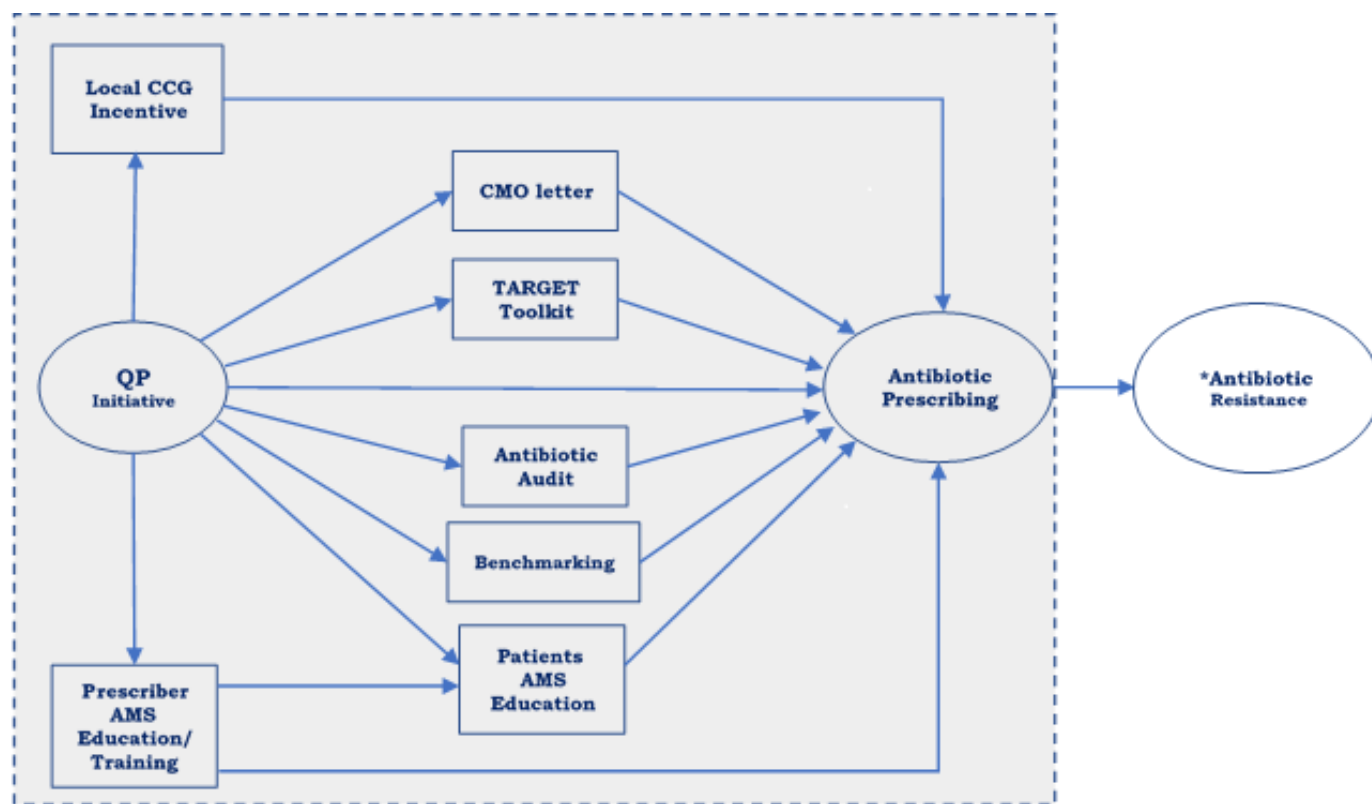 Local CCG
Incentive
CMO letter
TARGET
Toolkit
QP
Initiative
Antibiotic
Prescribing
*Antibiotic
Resistance
Antibiotic
Audit
Benchmarking
Patients
AMS
Education
Prescriber
AMS
Education/
Training